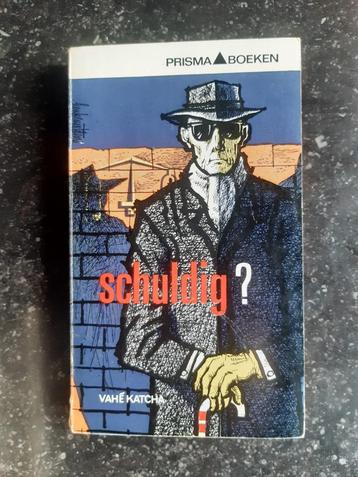 PRISMA▲BOEKEN
schuldig?
VAHÉ KATCHA